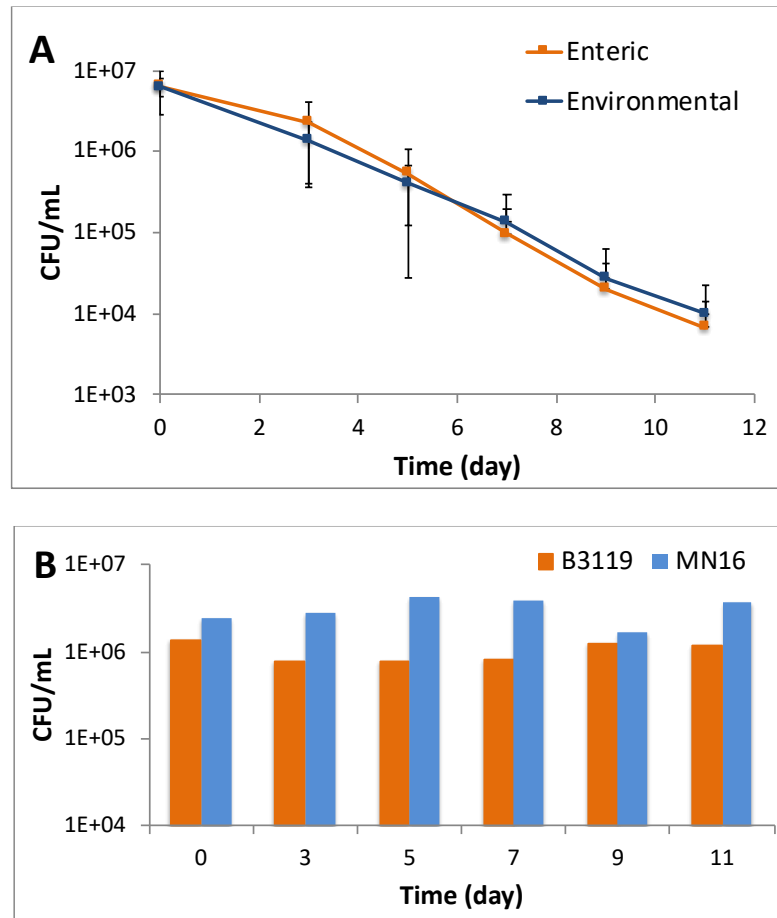 A
Enteric
Environmental
1E+07
1E+06
1E+05
1E+04
1E+03
CFU/mL
0 2 4 6 8 10 12
Time (day)
B
B3119 MN16
1E+07
1E+06
1E+05
1E+04
CFU/mL
0 3 5 7 9 11
Time (day)